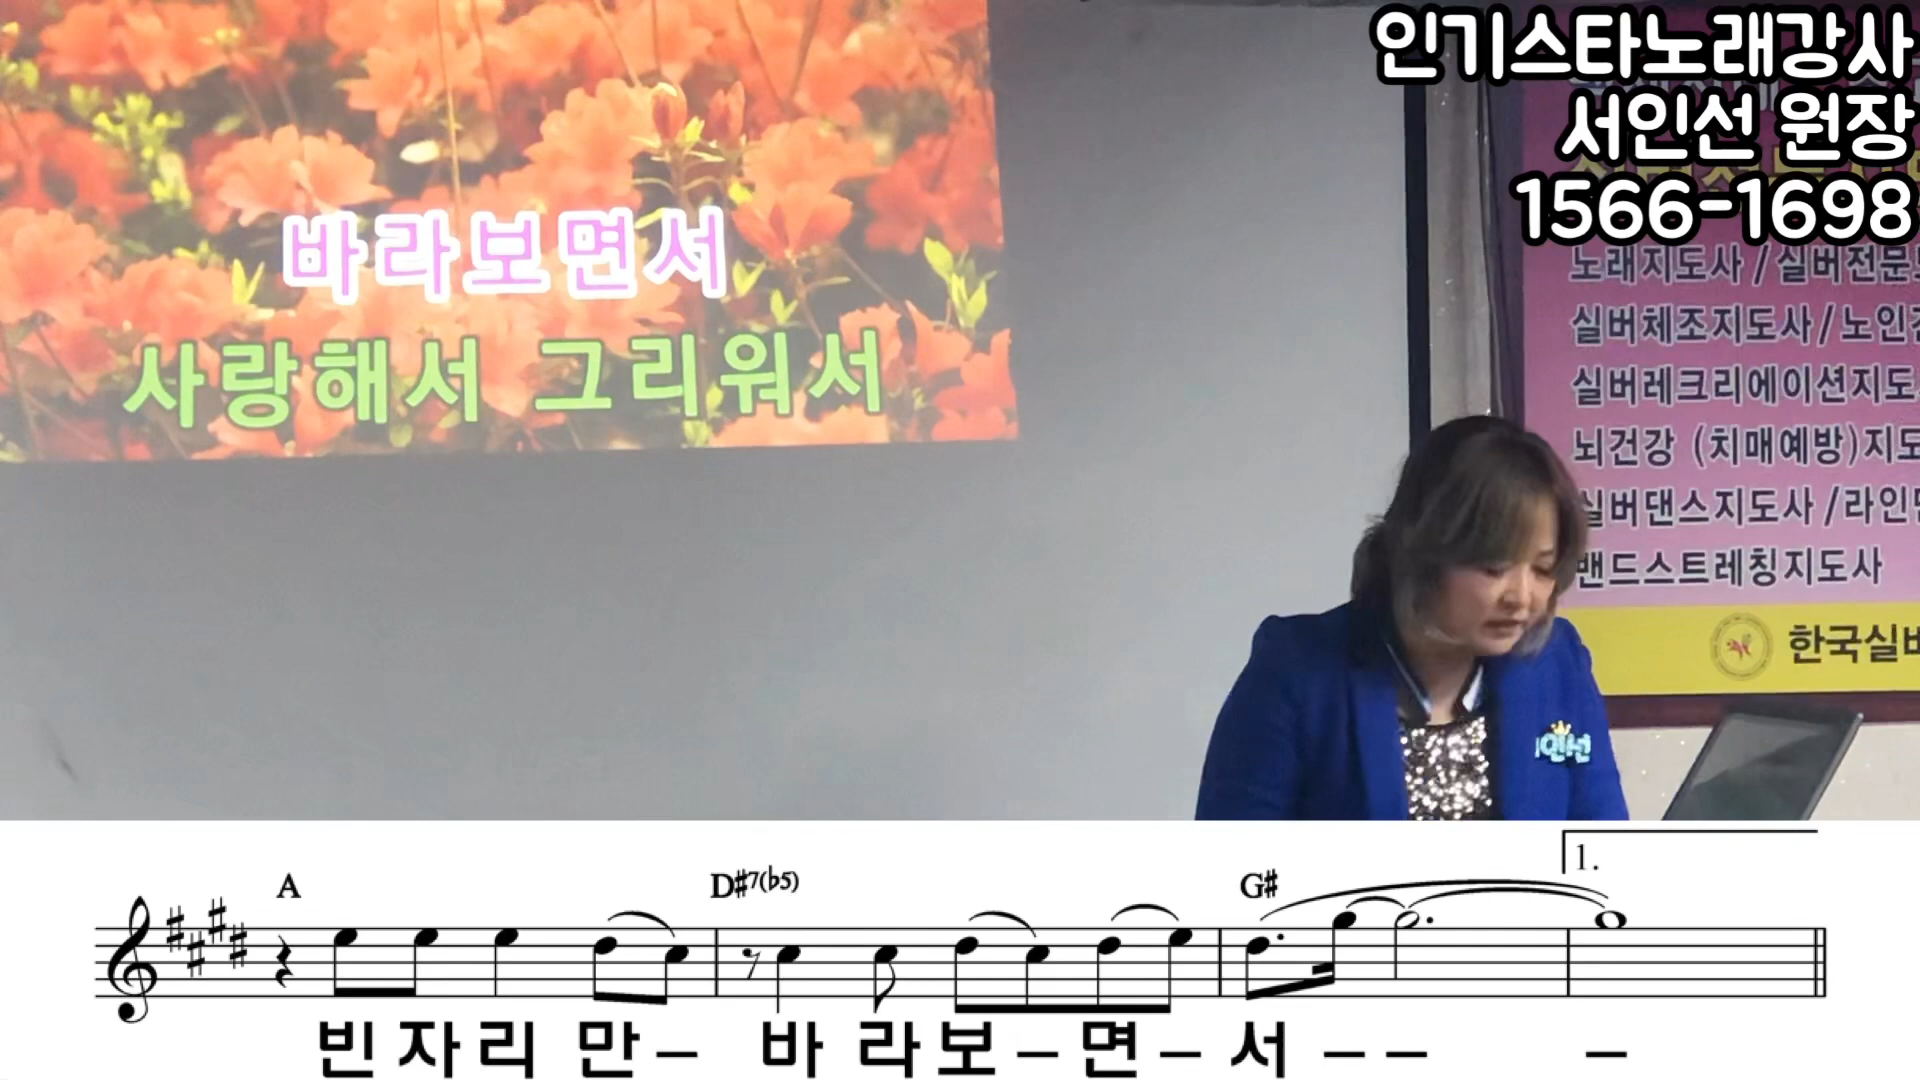 인기스타노래강사
서인선 원장
1566-1698
바라보면서
사랑해서 그리워서
노래지도사 / 실버전문
실버체조지도사 / 노인
실버레크리에이션지도
뇌건강 (치매예방)지도
실버댄스지도사 / 라인
밴드스트레칭지도사
한국실버
인선
1.
A D#7(b5) G#
빈 자 리 만 – 바 라 보 – 면 – 서 – – –